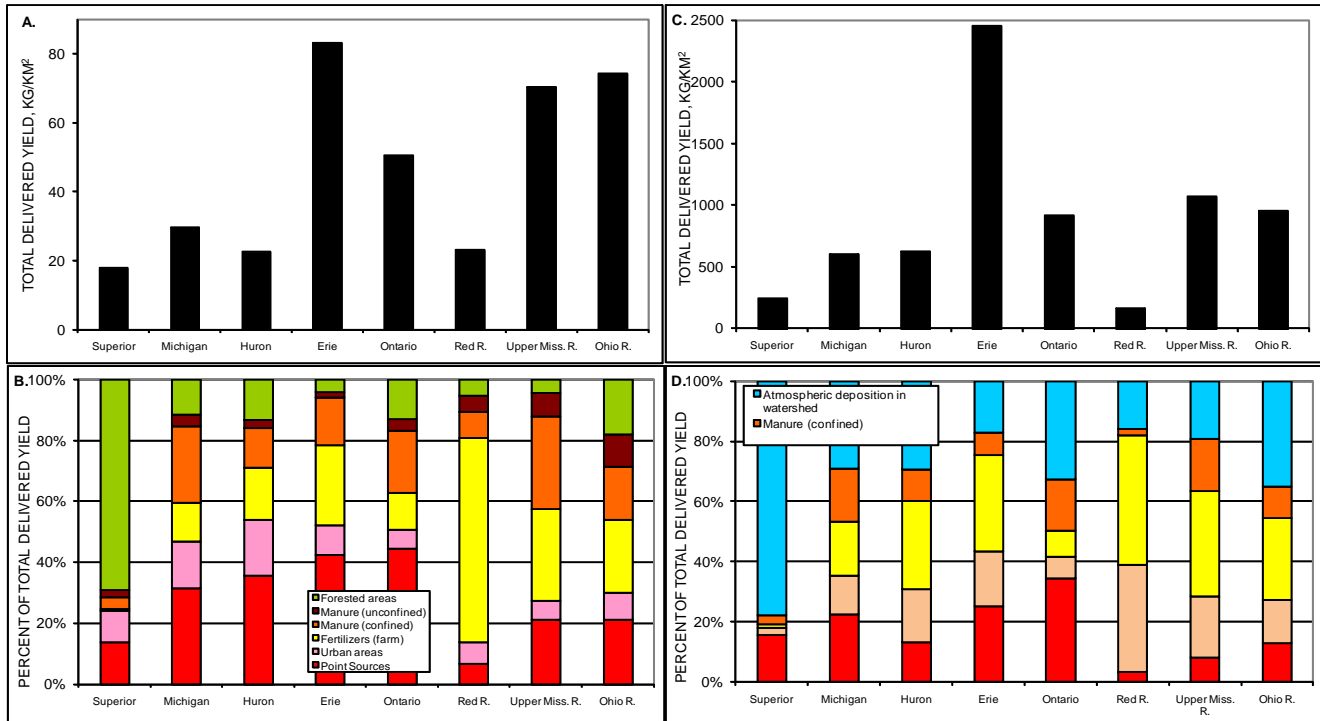 A.
TOTAL DELIVERED YIELD, KG/KM²
80
60
40
20
0
Superior Michigan Huron Erie Ontario Red R. Upper Miss. R. Ohio R.
B.
PERCENT OF TOTAL DELIVERED YIELD
100%
80%
60%
40%
20%
0%
Forested areas
Manure (unconfined)
Manure (confined)
Fertilizers (farm)
Urban areas
Point Sources
Superior Michigan Huron Erie Ontario Red R. Upper Miss. R. Ohio R.
C.
TOTAL DELIVERED YIELD, KG/KM²
2500
2000
1500
1000
500
0
Superior Michigan Huron Erie Ontario Red R. Upper Miss. R. Ohio R.
D.
PERCENT OF TOTAL DELIVERED YIELD
100%
80%
60%
40%
20%
0%
Atmospheric deposition in
watershed
Manure (confined)
Superior Michigan Huron Erie Ontario Red R. Upper Miss. Ohio R.
R.